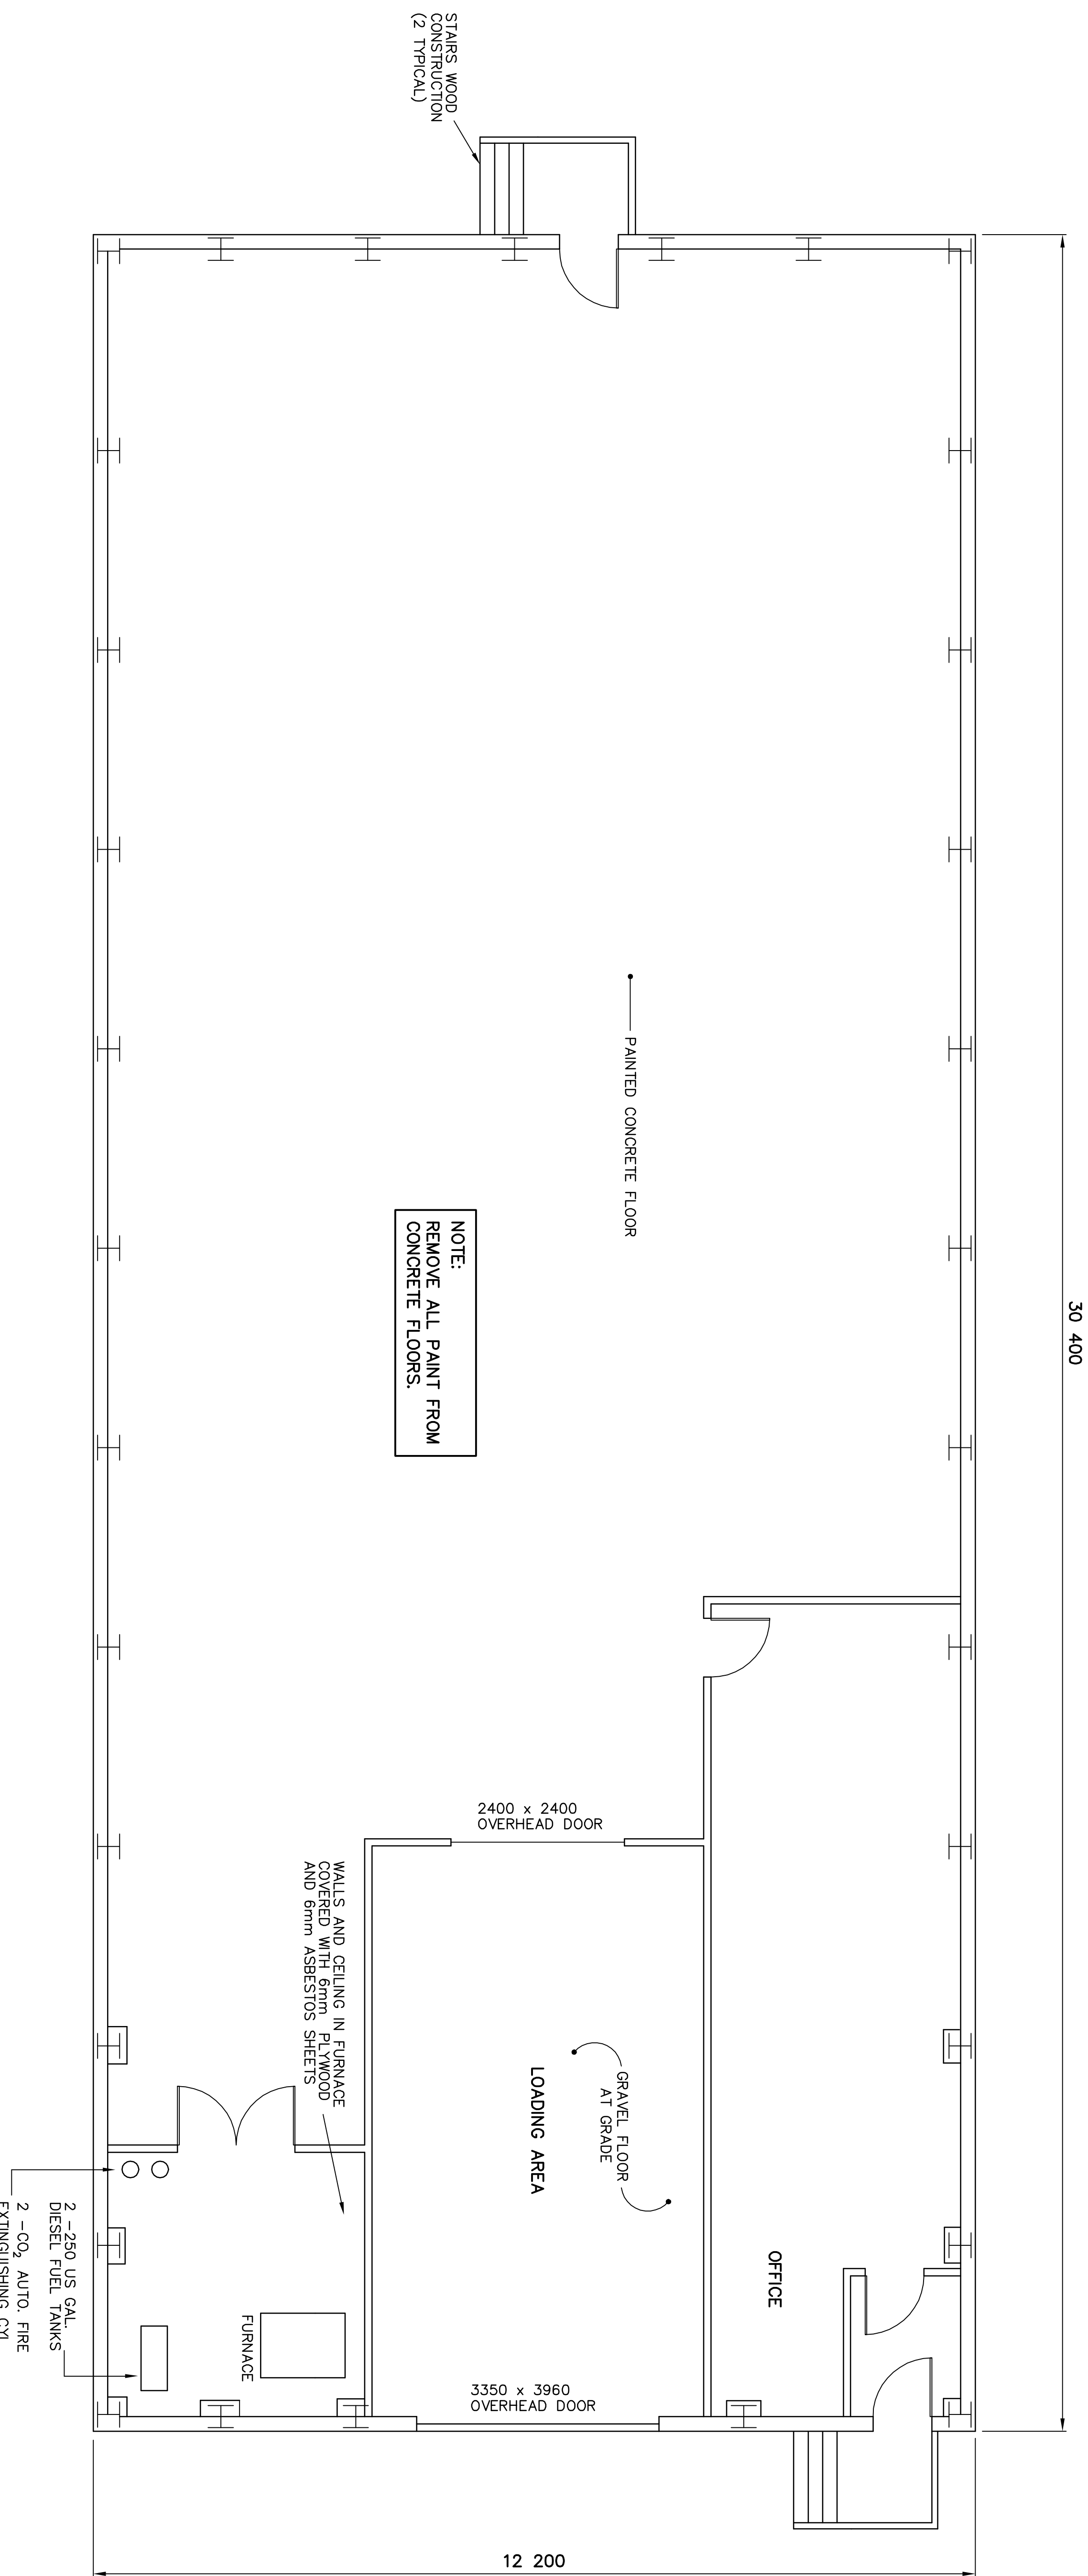 30 400
STAIRS WOOD
CONSTRUCTION
(2 TYPICAL)
PAINTED CONCRETE FLOOR
NOTE:
REMOVE ALL PAINT FROM
CONCRETE FLOORS.
2400 x 2400
OVERHEAD DOOR
WALLS AND CEILING IN FURNACE
COVERED WITH 6mm PLYWOOD
AND 6mm ASBESTOS SHEETS
GRAVEL FLOOR
AT GRADE
LOADING AREA
OFFICE
3350 x 3960
OVERHEAD DOOR
FURNACE
2 -250 US GAL.
DIESEL FUEL TANKS
2 -CO₂ AUTO. FIRE
EXTINGUISHING CYL
12 200